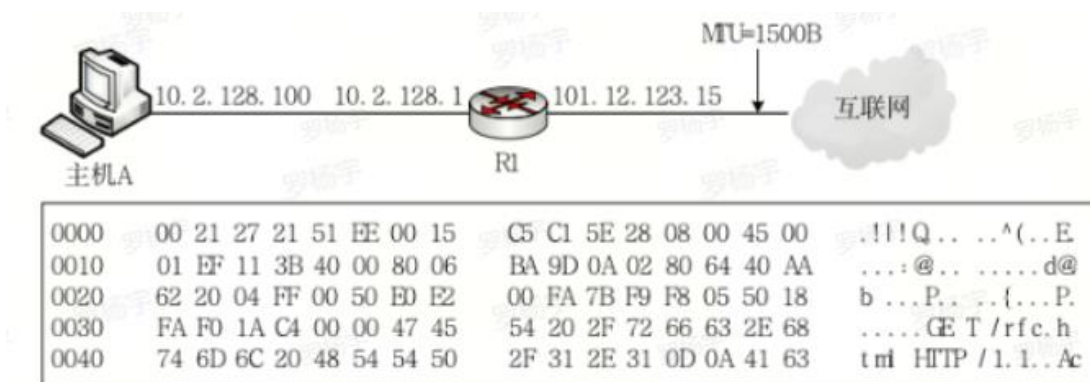 MTU=1500B
10. 2. 128. 100 10. 2. 128. 1 101. 12. 123. 15 互联网
主机A R1
0000 00 21 27 21 51 EE 00 15 C5 C1 5E 28 08 00 45 00 .!|!Q... ..^(..E.
0010 01 EF 11 3B 40 00 80 06 BA 9D 0A 02 80 64 40 AA ...:@... .....d@
0020 62 20 04 FF 00 50 E0 E2 00 FA 7B F9 F8 05 50 18 b ...P... ...{...P.
0030 FA F0 1A C4 00 00 47 45 54 20 2F 72 66 63 2E 68 ......GE T /rfc.h
0040 74 6D 6C 20 48 54 54 50 2F 31 2E 31 0D 0A 41 63 tml HTTP /1.1..Ac
罗杨宇